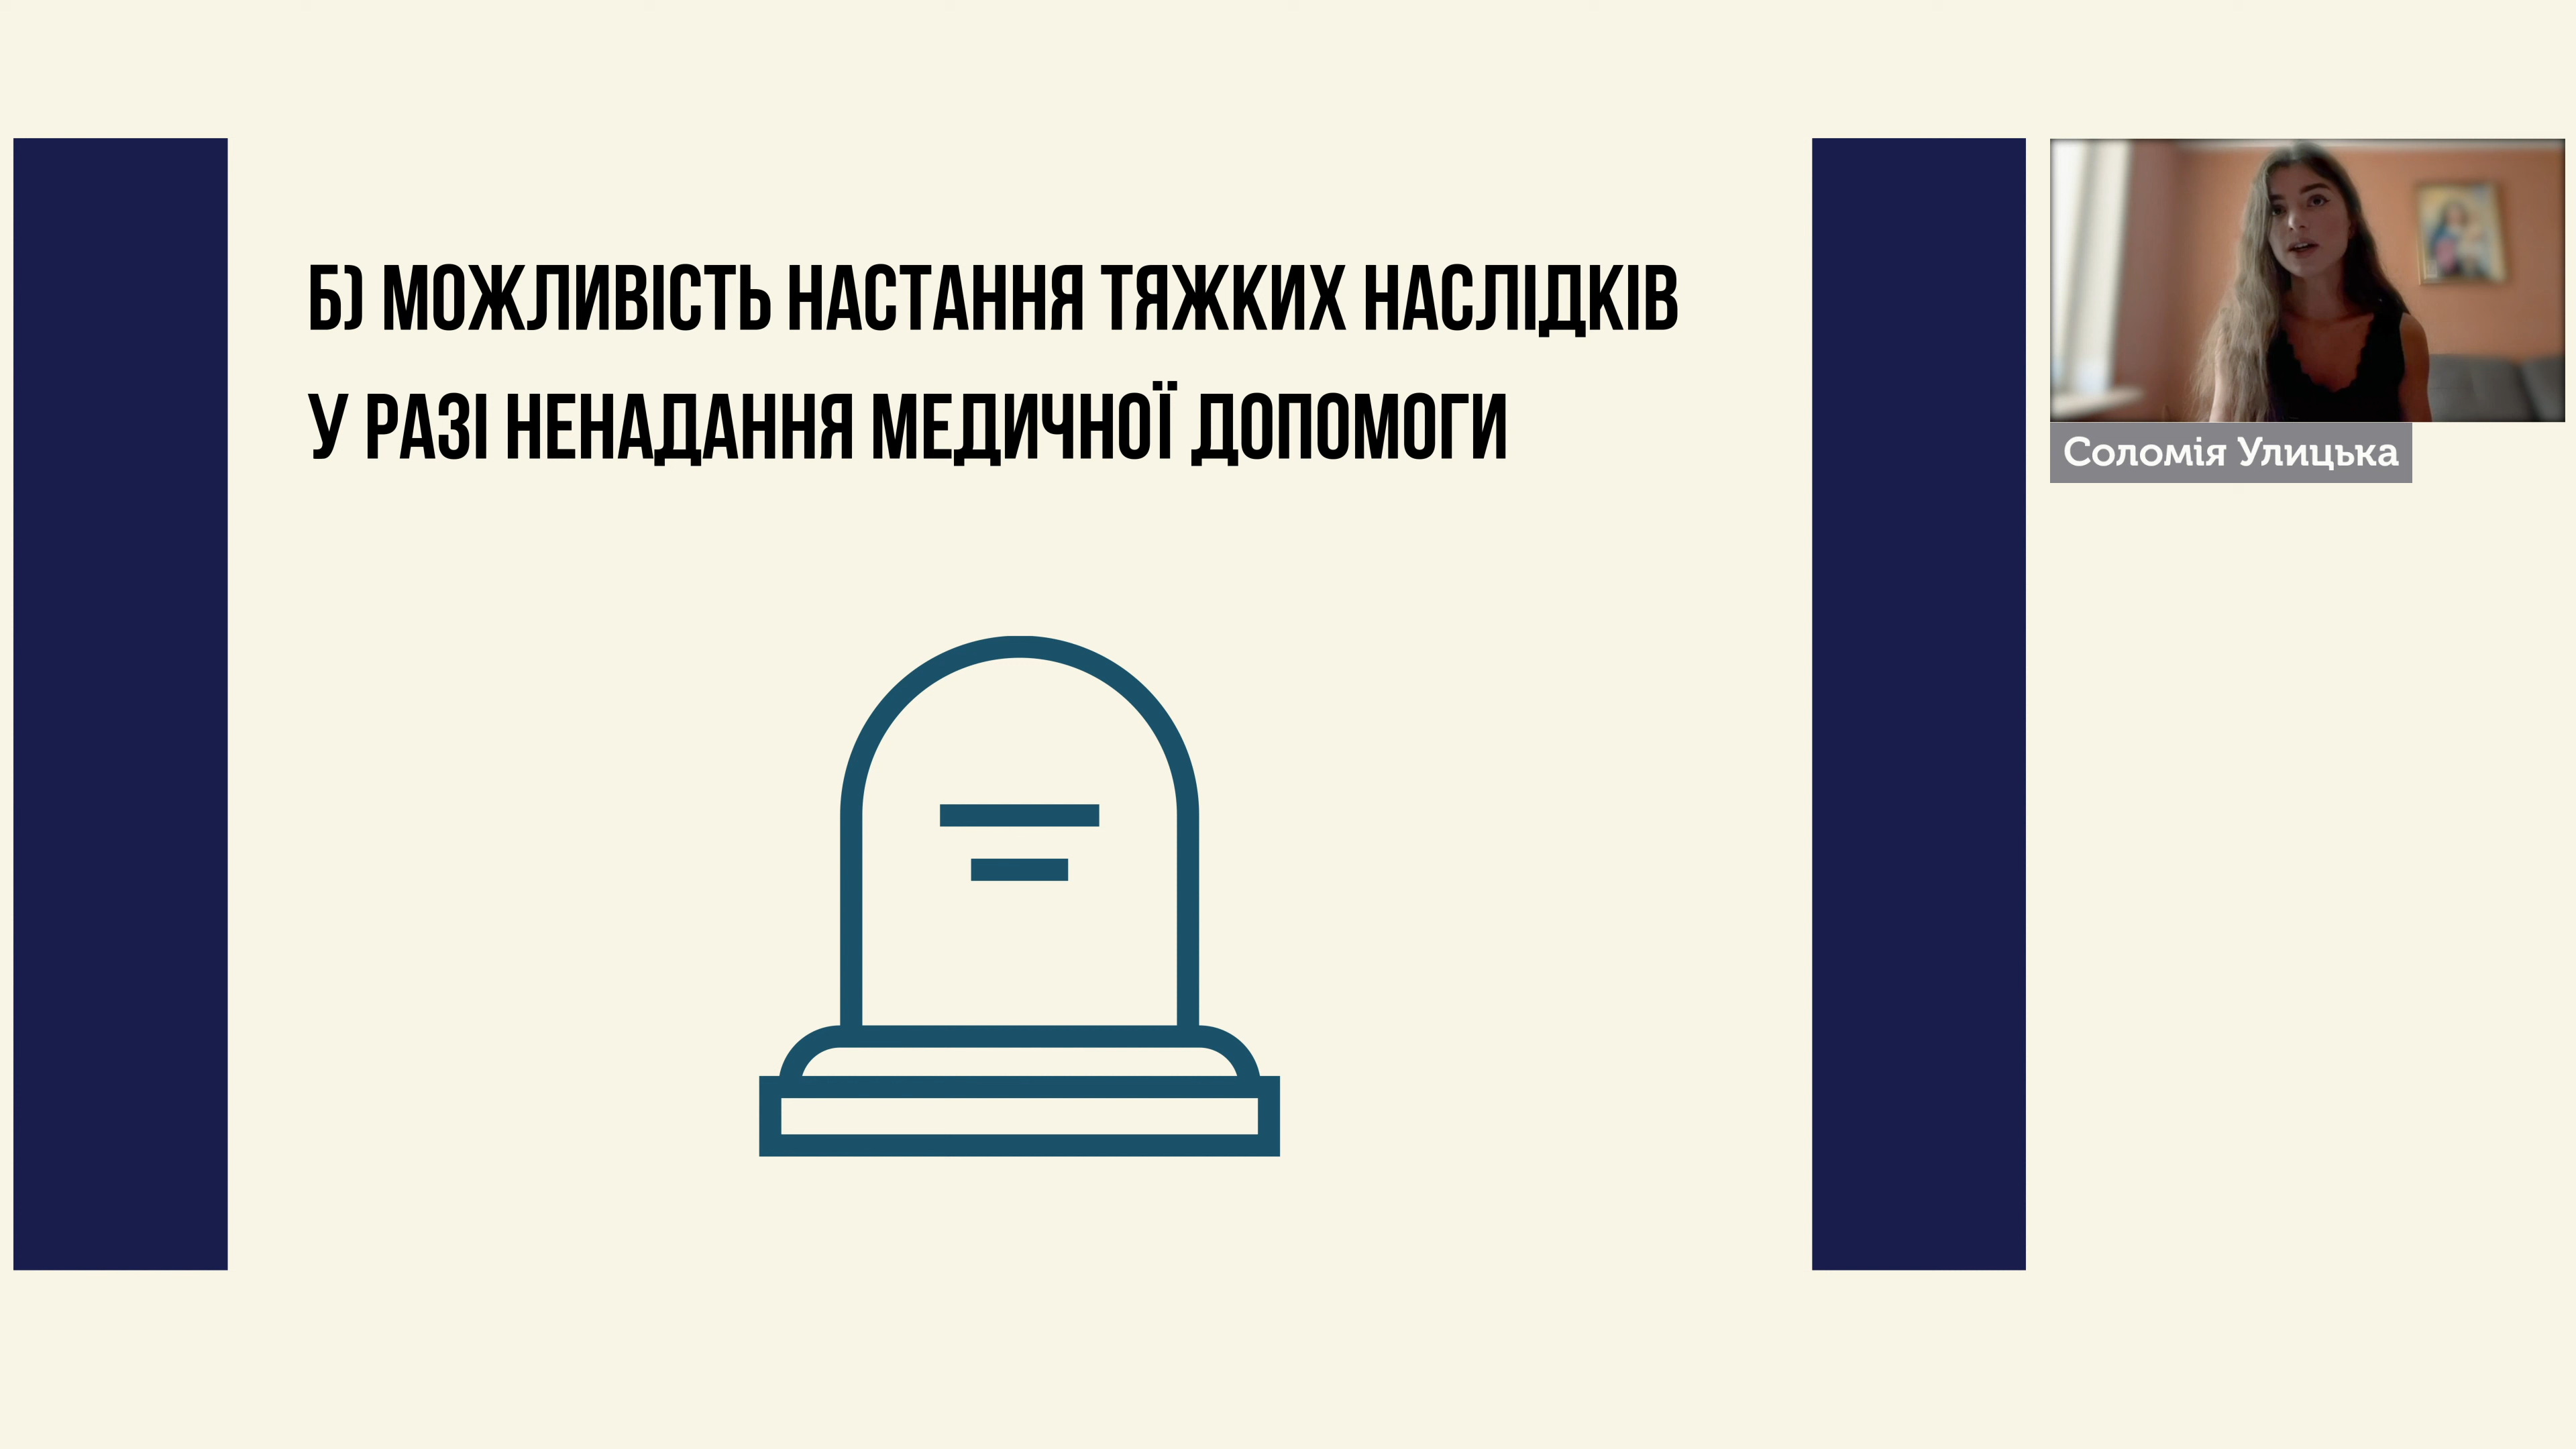 Б) МОЖЛИВІСТЬ НАСТАННЯ ТЯЖКИХ НАСЛІДКІВ
У РАЗІ НЕНАДАННЯ МЕДИЧНОЇ ДОПОМОГИ
Соломія Улицька